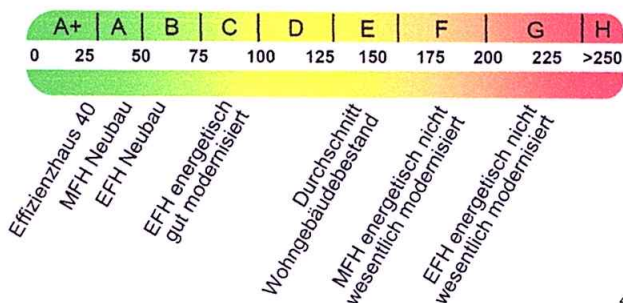 A+ A B C D E F G H
0 25 50 75 100 125 150 175 200 225 >250
Effizienzhaus 40
MFH Neubau
EFH Neubau
EFH energetisch
gut modernisiert
Durchschnitt
Wohngebäudebestand
MFH energetisch nicht
wesentlich modernisiert
EFH energetisch nicht
wesentlich modernisiert